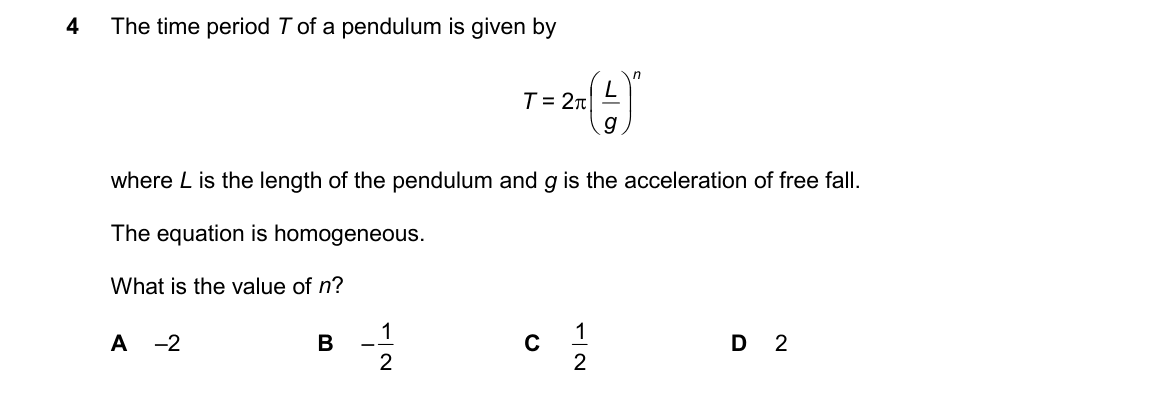 4 The time period T of a pendulum is given by
T = 2π(L/g)ⁿ
where L is the length of the pendulum and g is the acceleration of free fall.
The equation is homogeneous.
What is the value of n?
A –2 B –1/2 C 1/2 D 2